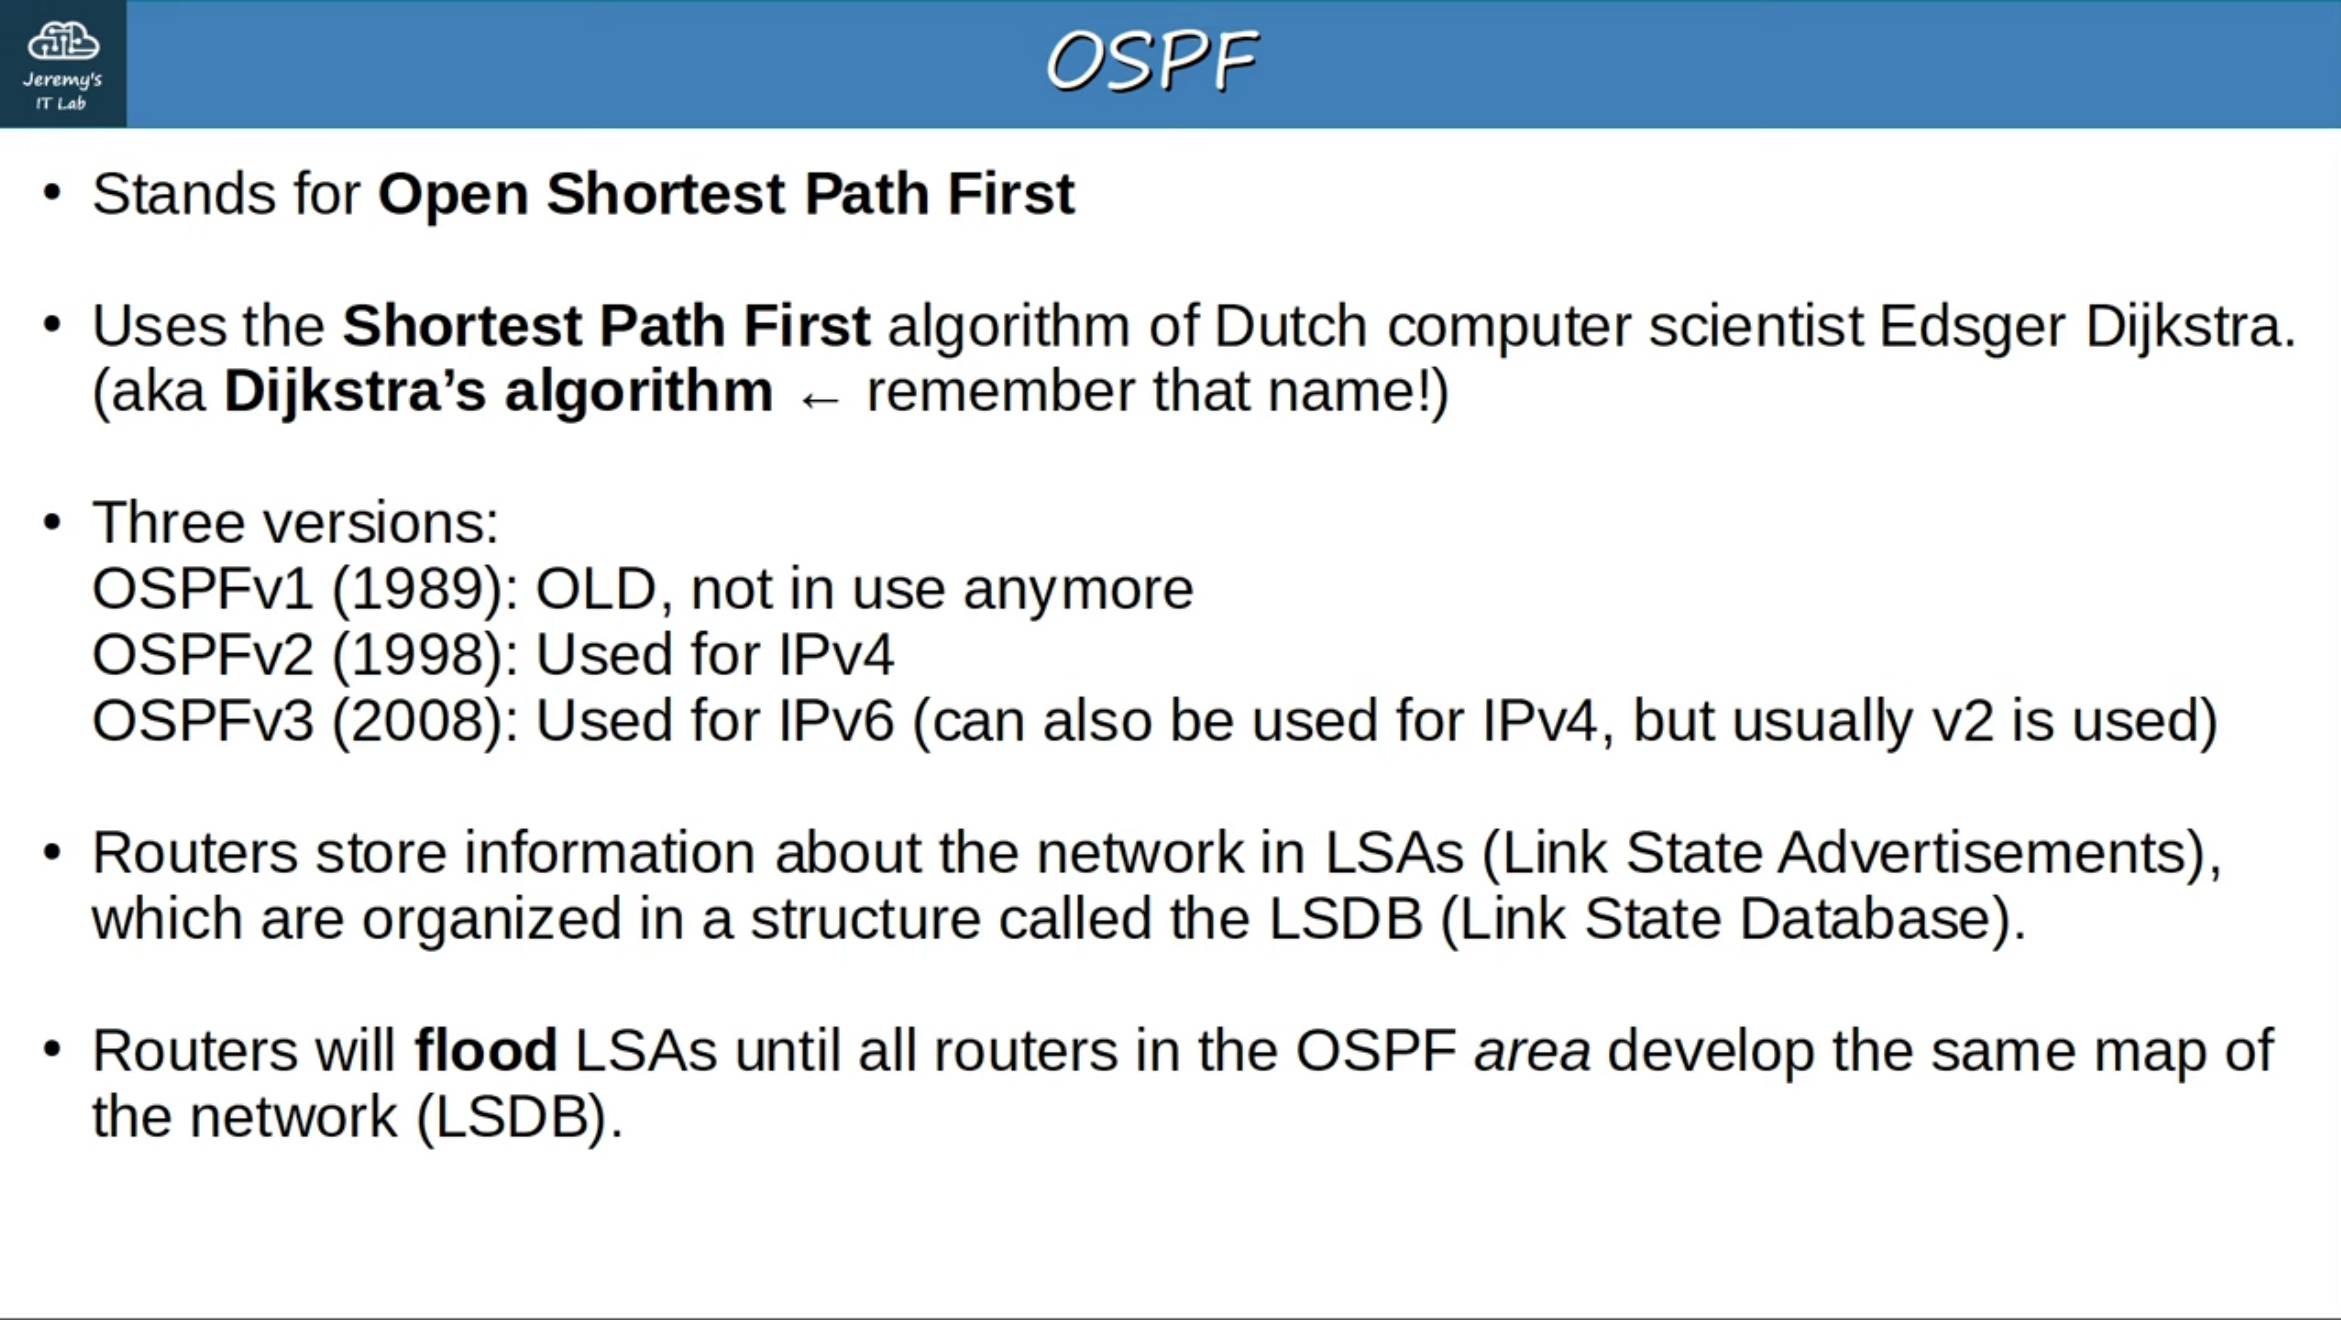 Jeremy's
IT Lab
OSPF
• Stands for Open Shortest Path First
• Uses the Shortest Path First algorithm of Dutch computer scientist Edsger Dijkstra.
(aka Dijkstra’s algorithm ← remember that name!)
• Three versions:
OSPFv1 (1989): OLD, not in use anymore
OSPFv2 (1998): Used for IPv4
OSPFv3 (2008): Used for IPv6 (can also be used for IPv4, but usually v2 is used)
• Routers store information about the network in LSAs (Link State Advertisements),
which are organized in a structure called the LSDB (Link State Database).
• Routers will flood LSAs until all routers in the OSPF area develop the same map of
the network (LSDB).